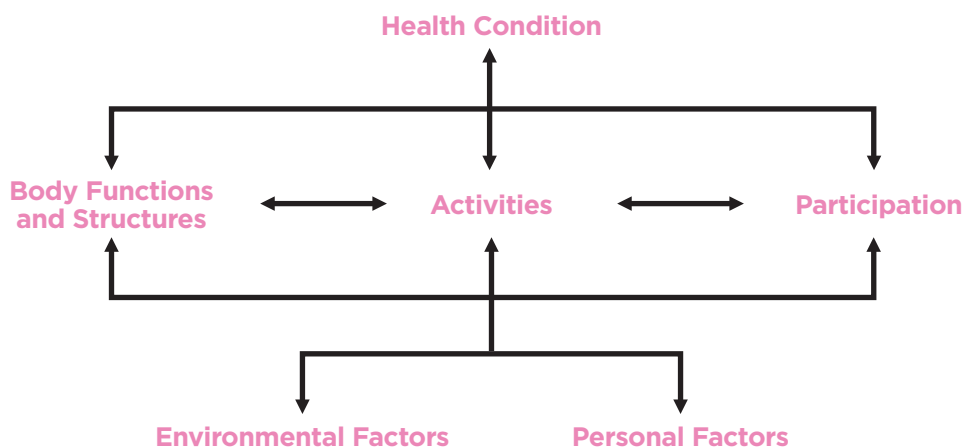 Health Condition
Body Functions
and Structures
Activities
Participation
Environmental Factors
Personal Factors